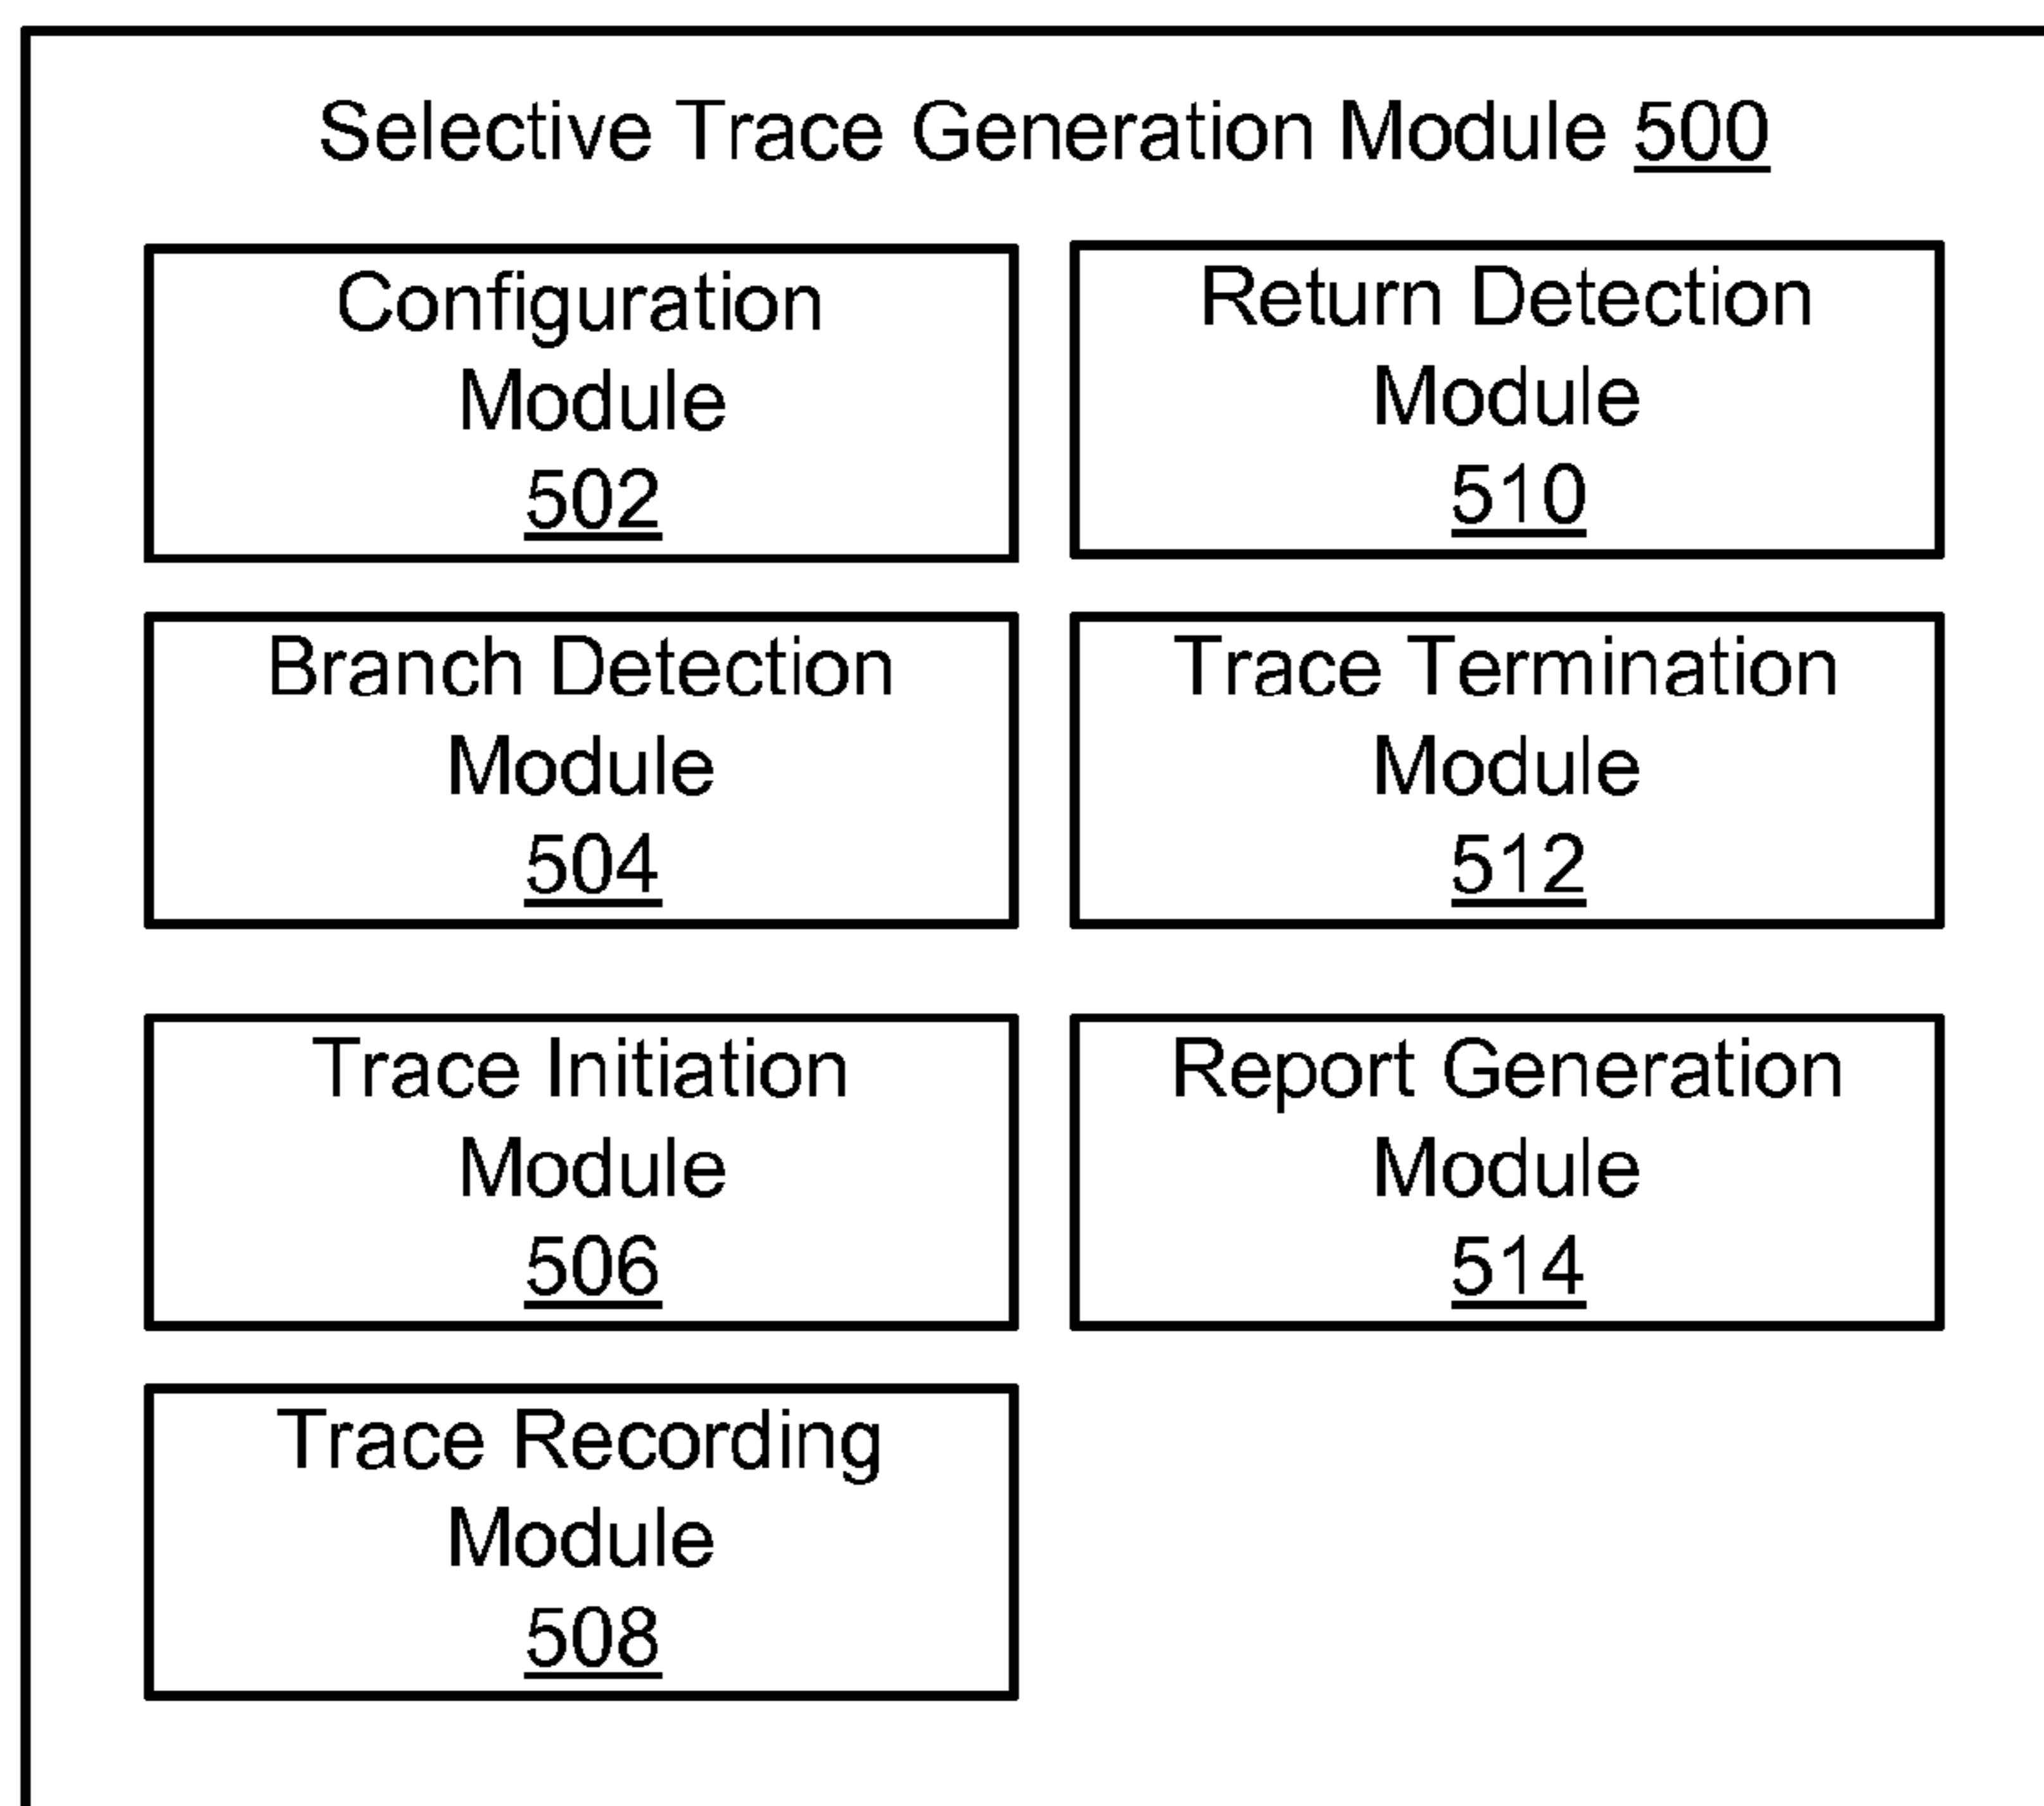 Selective Trace Generation Module 500
Configuration
Module
502
Branch Detection
Module
504
Trace Initiation
Module
506
Trace Recording
Module
508
Return Detection
Module
510
Trace Termination
Module
512
Report Generation
Module
514